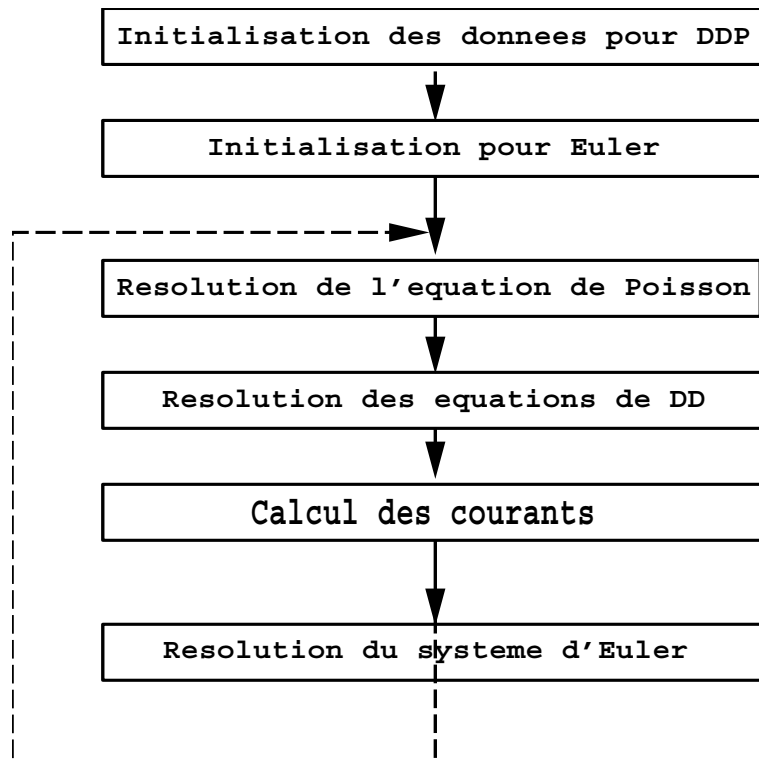 Initialisation des donnees pour DDP
Initialisation pour Euler
Resolution de l'equation de Poisson
Resolution des equations de DD
Calcul des courants
Resolution du systeme d'Euler